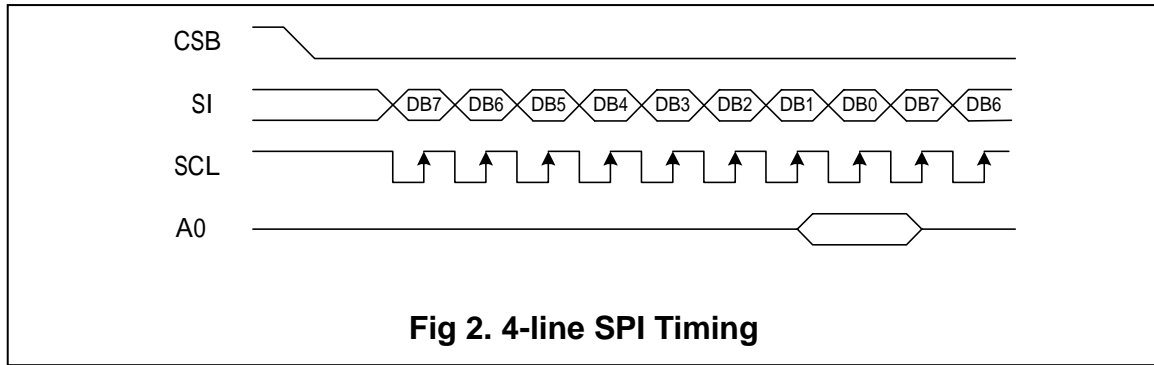 CSB
SI DB7 DB6 DB5 DB4 DB3 DB2 DB1 DB0 DB7 DB6
SCL
A0
Fig 2. 4-line SPI Timing